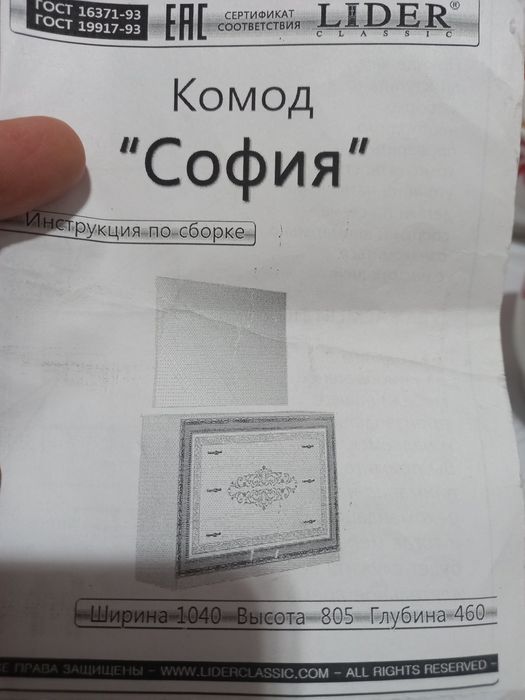 ГОСТ 16371-93
ГОСТ 19917-93
EAC
СЕРТИФИКАТ
СООТВЕТСТВИЯ
LIDER®
CLASSIC
Комод
"София"
Инструкция по сборке
Ширина 1040 Высота 805 Глубина 460
ПРАВА ЗАЩИЩЕНЫ - WWW.LIDERCLASSIC.COM - ALL RIGHTS RESERVED -